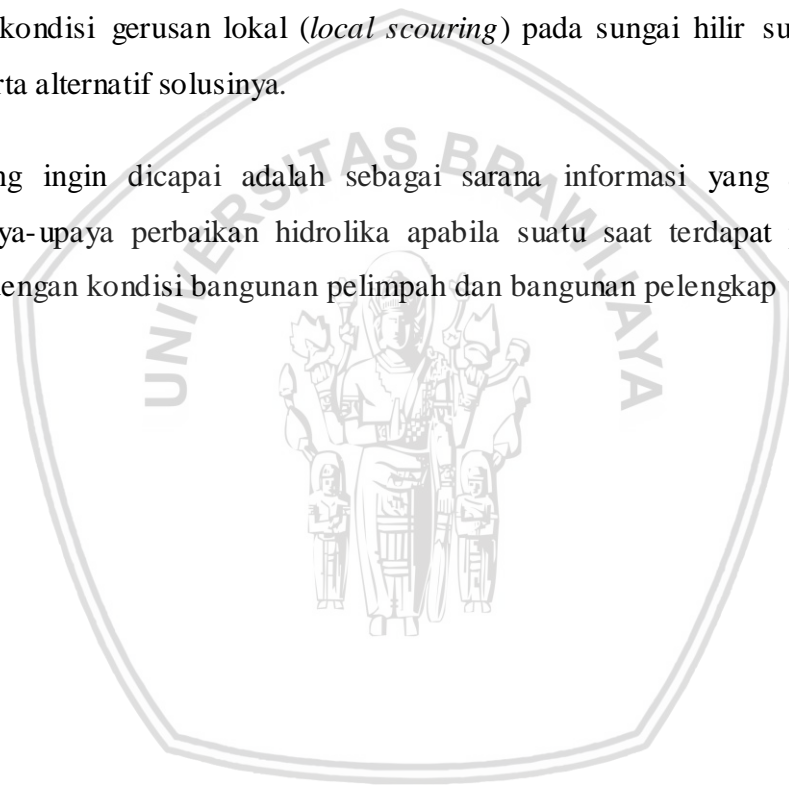 kondisi gerusan lokal (local scouring) pada sungai hilir su
rta alternatif solusinya.
ng ingin dicapai adalah sebagai sarana informasi yang
ya-upaya perbaikan hidrolika apabila suatu saat terdapat
dengan kondisi bangunan pelimpah dan bangunan pelengkap
UNIVERSITAS BRAWIJAYA